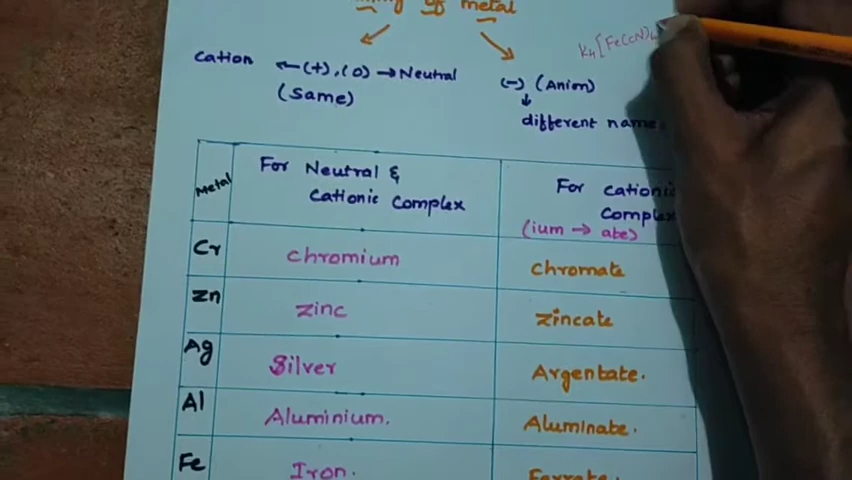 of metal
K4[Fe(CN)6
Cation ←(+),(0) → Neutral
(Same)
(-) (Anion)
↓
different name
Metal
For Neutral &
Cationic Complex
For cationic
Complex
(ium → ate)
Cr chromium chromate
Zn Zinc Zincate
Ag Silver Argentate.
Al Aluminium. Aluminate.
Fe Iron. Ferrate.